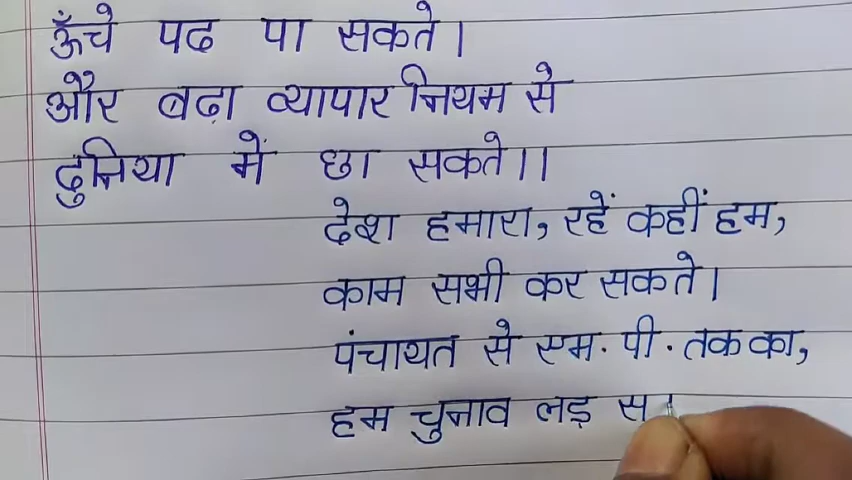 ऊँचे पद पा सकते।
और बढ़ा व्यापार नियम से
दुनिया में छा सकते।।
देश हमारा, रहें कहीं हम,
काम सभी कर सकते।
पंचायत से एम. पी. तक का,
हम चुनाव लड़ स